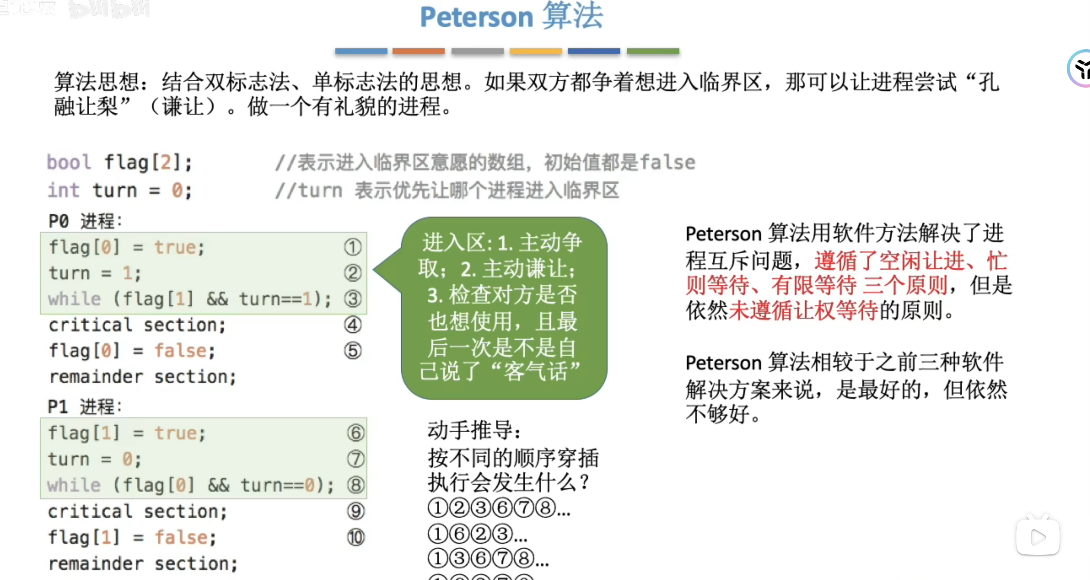 Peterson 算法
算法思想：结合双标志法、单标志法的思想。如果双方都争着想进入临界区，那可以让进程尝试“孔
融让梨”（谦让）。做一个有礼貌的进程。
bool flag[2]; //表示进入临界区意愿的数组，初始值都是false
int turn = 0; //turn 表示优先让哪个进程进入临界区
P0 进程：
flag[0] = true; ①
turn = 1; ②
while (flag[1] && turn==1); ③
critical section; ④
flag[0] = false; ⑤
remainder section;
P1 进程：
flag[1] = true; ⑥
turn = 0; ⑦
while (flag[0] && turn==0); ⑧
critical section; ⑨
flag[1] = false; ⑩
remainder section;
进入区: 1. 主动争
取；2. 主动谦让；
3. 检查对方是否
也想使用，且最
后一次是不是自
己说了“客气话”
动手推导：
按不同的顺序穿插
执行会发生什么？
①②③⑥⑦⑧...
①⑥②③...
①③⑥⑦⑧...
Peterson 算法用软件方法解决了进
程互斥问题，遵循了空闲让进、忙
则等待、有限等待 三个原则，但是
依然未遵循让权等待的原则。
Peterson 算法相较于之前三种软件
解决方案来说，是最好的，但依然
不够好。